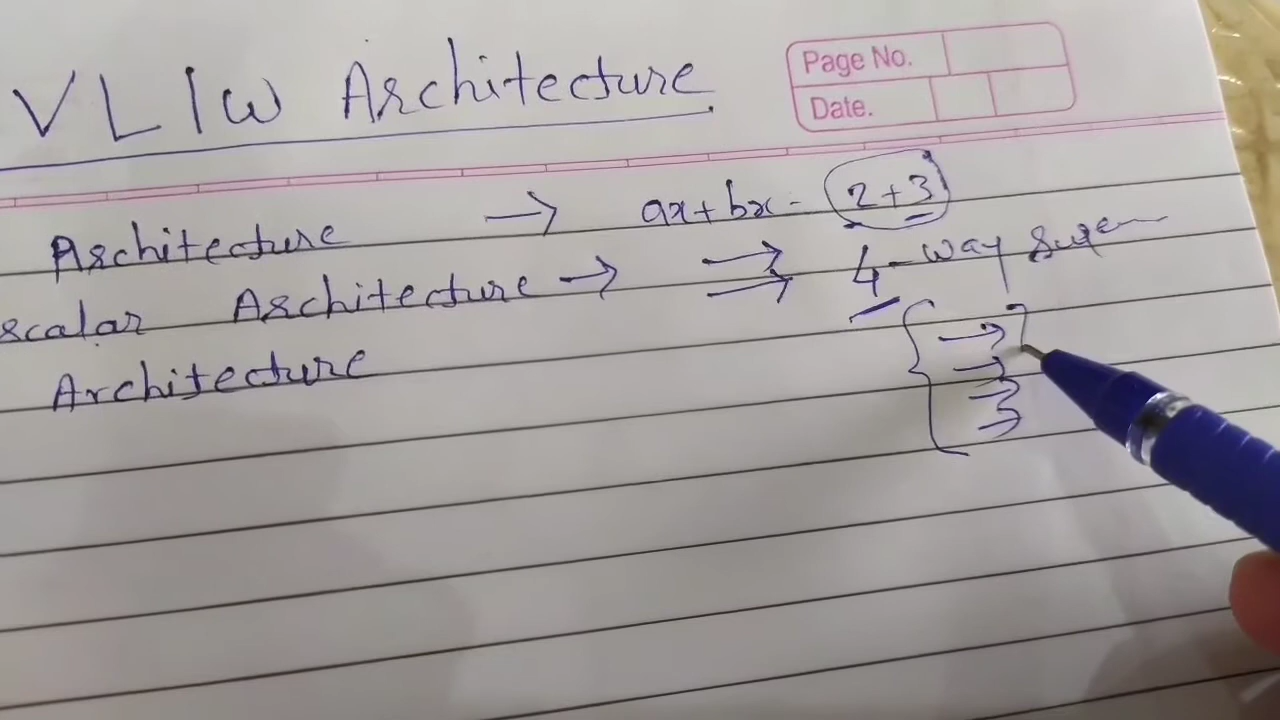 VLIW Architecture
Page No.
Date.
Architecture → ax + bx - 2 + 3
scalar Architecture → 4-way
Architecture